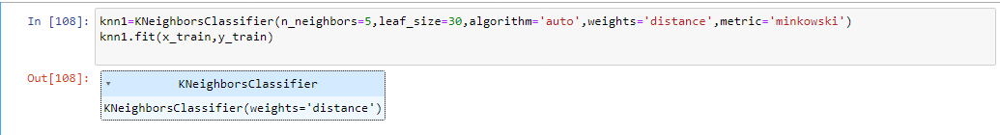 In [108]: knn1=KNeighborsClassifier(n_neighbors=5,leaf_size=30,algorithm='auto',weights='distance',metric='minkowski')
knn1.fit(x_train,y_train)
Out[108]: ▾ KNeighborsClassifier
KNeighborsClassifier(weights='distance')